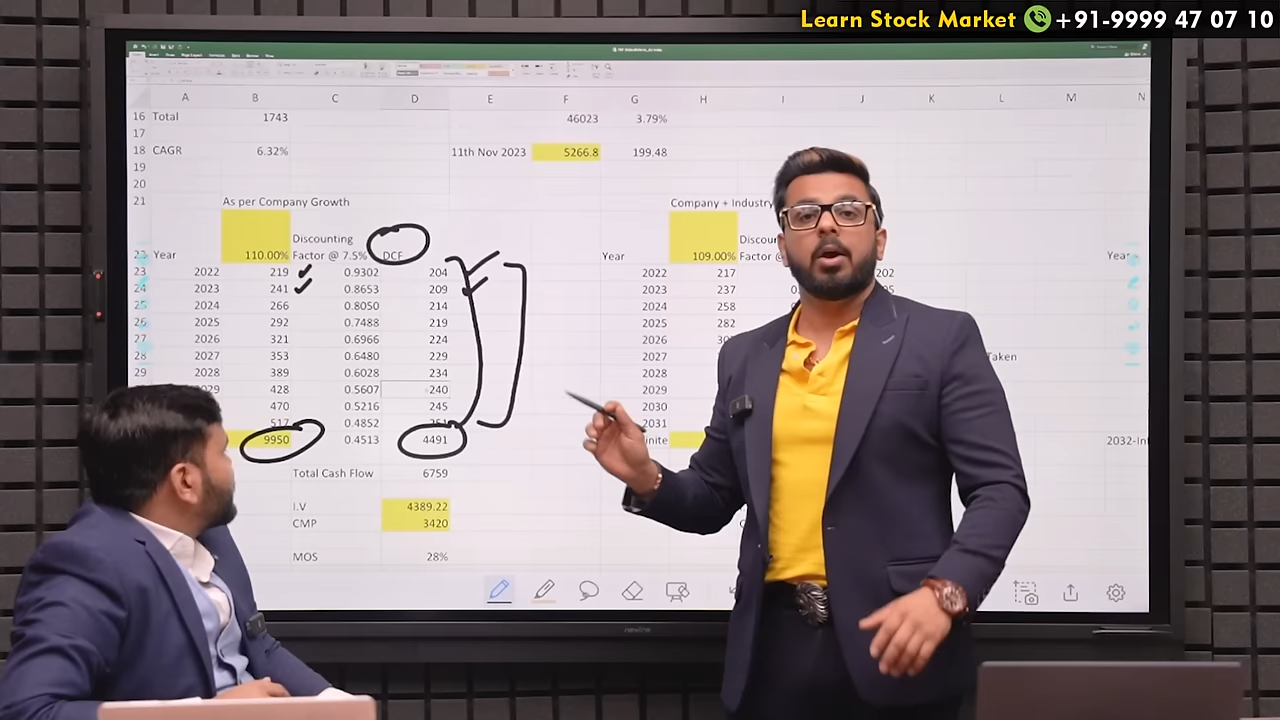 Learn Stock Market +91-9999 47 07 10
A B C D E F G H I J K L M N
16 Total 1743 46023 3.79%
17
18 CAGR 6.32% 11th Nov 2023 5266.8 199.48
19
20
21 As per Company Growth Company + Industry
Discounting
22 Year 110.00% Factor @ 7.5% DCF Year 109.00% Factor @
23 2022 219 0.9302 204 2022 217 202
24 2023 241 0.8653 209 2023 237
25 2024 266 0.8050 214 2024 258
26 2025 292 0.7488 219 2025 282
27 2026 321 0.6966 224 2026
28 2027 353 0.6480 229 2027 Taken
29 2028 389 0.6028 234 2028
2029 428 0.5607 240 2029
470 0.5216 245 2030
517 0.4852 2031
9950 0.4513 4491
Total Cash Flow 6759
I.V 4389.22
CMP 3420
MOS 28%